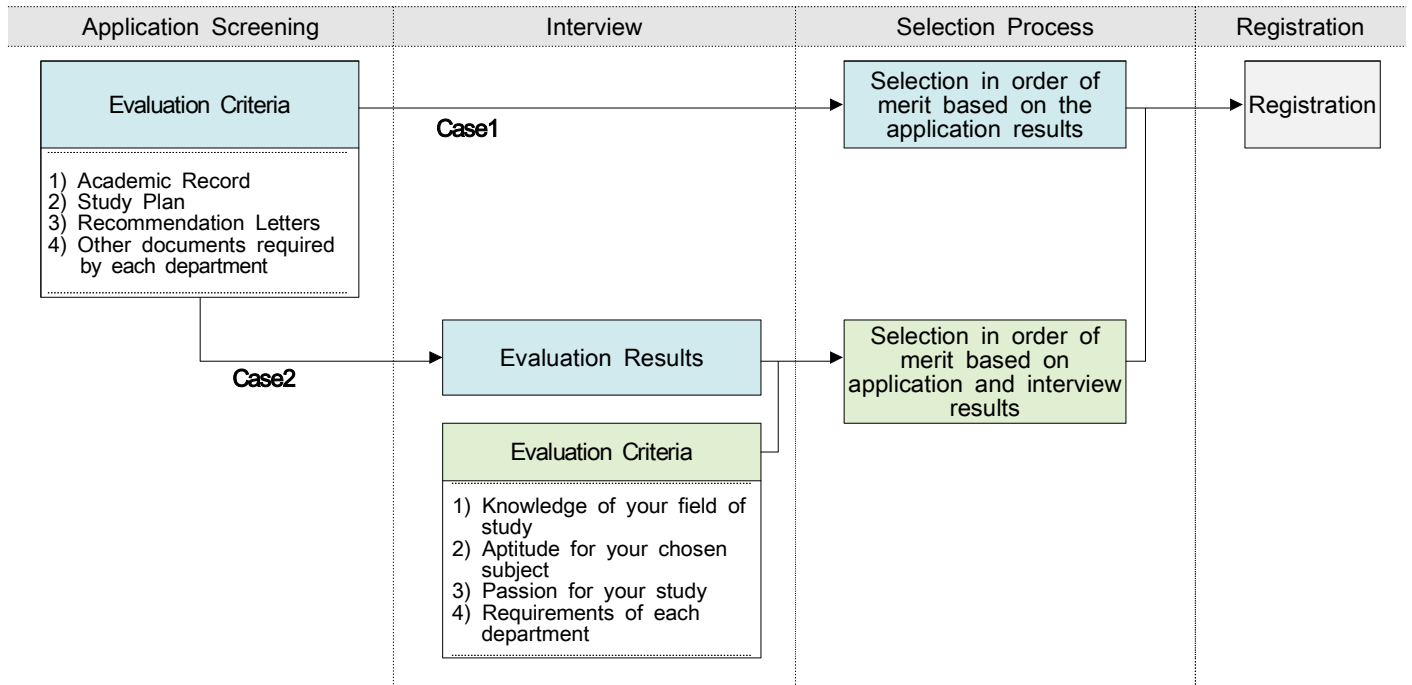 Application Screening
Interview
Selection Process
Registration
Evaluation Criteria
1) Academic Record
2) Study Plan
3) Recommendation Letters
4) Other documents required
by each department
Case1
Selection in order of
merit based on the
application results
Registration
Case2
Evaluation Results
Selection in order of
merit based on
application and interview
results
Evaluation Criteria
1) Knowledge of your field of
study
2) Aptitude for your chosen
subject
3) Passion for your study
4) Requirements of each
department